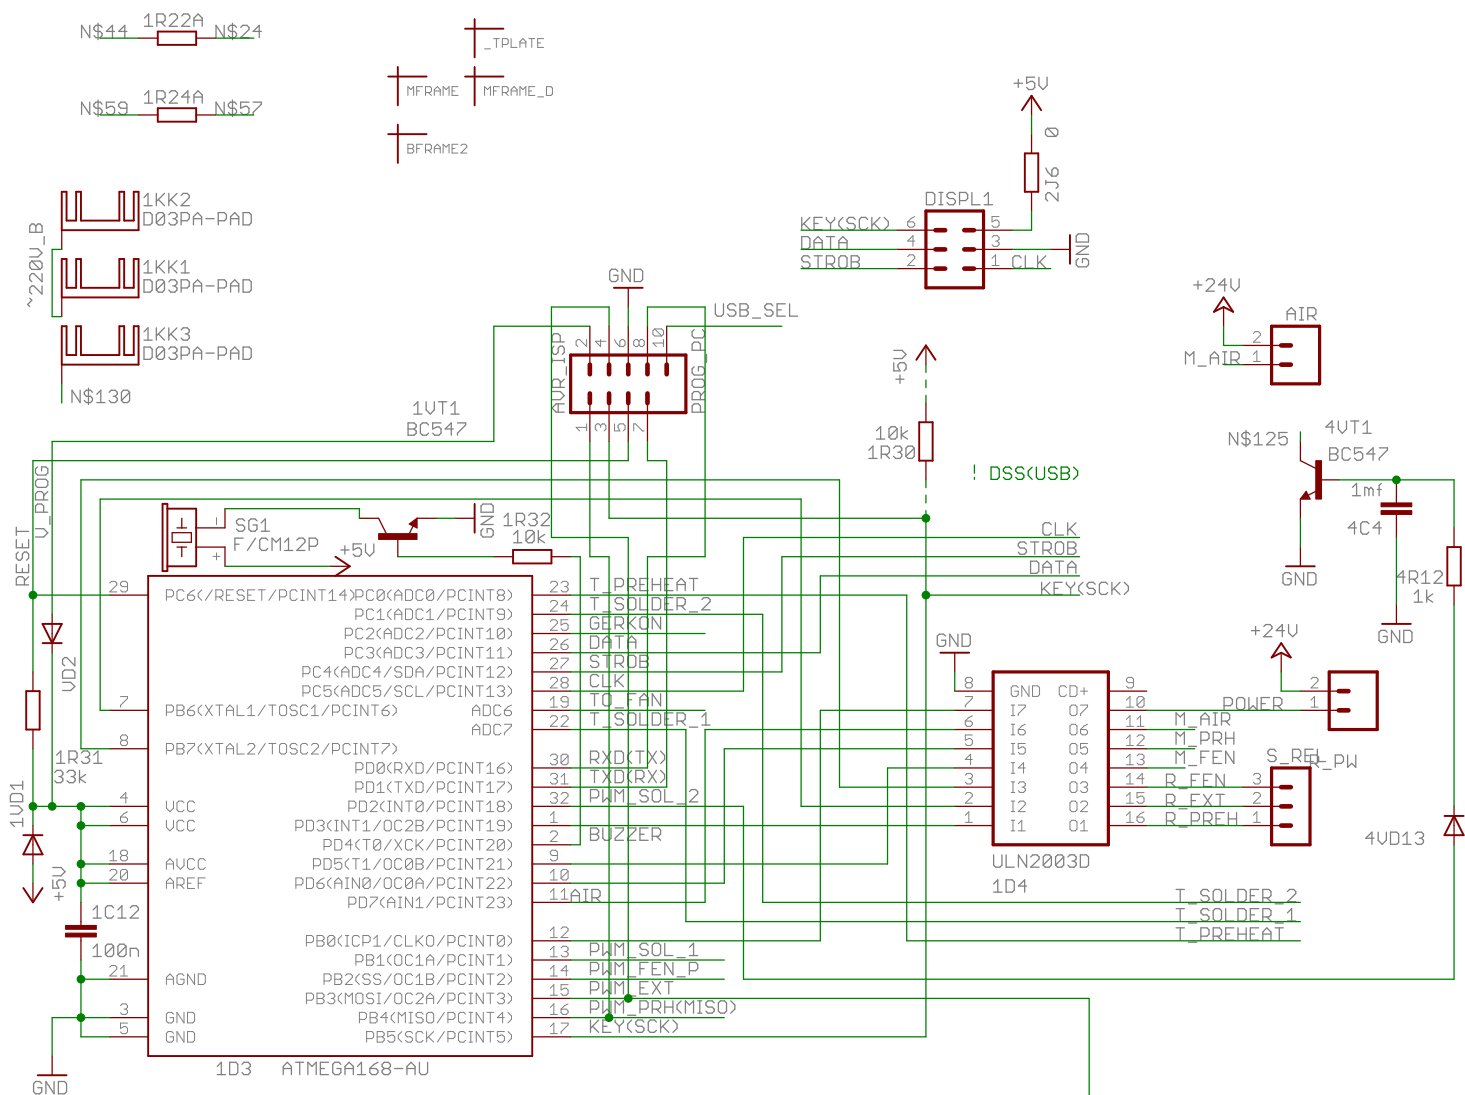 N$44 1R22A N$24
_TPLATE
MFRAME MFRAME_D
N$59 1R24A N$57
BFRAME2
+5V
0
2J6
1KK2
D03PA-PAD
~220V_B
1KK1
D03PA-PAD
1KK3
D03PA-PAD
N$130
DISPL1
KEY(SCK) 6 5
DATA 4 3 GND
STROB 2 1 CLK
GND
USB_SEL
AVR_ISP
2 4 6 8 10
PROG_PC
1 3 5 7
+24V
AIR
2
M_AIR 1
+5V
10k
1R30
! DSS(USB)
1VT1
BC547
N$125
4VT1
BC547
1mf
4C4
GND
4R12
1k
GND
V_PROG
RESET
SG1
F/CM12P
-
+
+5V
GND
1R32
10k
CLK
STROB
DATA
KEY(SCK)
29 PC6(/RESET/PCINT14)
7 PB6(XTAL1/TOSC1/PCINT6)
8 PB7(XTAL2/TOSC2/PCINT7)
4 VCC
6 VCC
18 AVCC
20 AREF
21 AGND
3 GND
5 GND
VD2
1R31
33k
1VD1
+5V
1C12
100n
GND
PC0(ADC0/PCINT8) 23 T_PREHEAT
PC1(ADC1/PCINT9) 24 T_SOLDER_2
PC2(ADC2/PCINT10) 25 GERKON
PC3(ADC3/PCINT11) 26 DATA
PC4(ADC4/SDA/PCINT12) 27 STROB
PC5(ADC5/SCL/PCINT13) 28 CLK
ADC6 19 TO_FAN
ADC7 22 T_SOLDER_1
PD0(RXD/PCINT16) 30 RXD(TX)
PD1(TXD/PCINT17) 31 TXD(RX)
PD2(INT0/PCINT18) 32 PWM_SOL_2
PD3(INT1/OC2B/PCINT19) 1
PD4(T0/XCK/PCINT20) 2 BUZZER
PD5(T1/OC0B/PCINT21) 9
PD6(AIN0/OC0A/PCINT22) 10
PD7(AIN1/PCINT23) 11 AIR
PB0(ICP1/CLKO/PCINT0) 12
PB1(OC1A/PCINT1) 13 PWM_SOL_1
PB2(SS/OC1B/PCINT2) 14 PWM_FEN_P
PB3(MOSI/OC2A/PCINT3) 15 PWM_EXT
PB4(MISO/PCINT4) 16 PWM_PRH(MISO)
PB5(SCK/PCINT5) 17 KEY(SCK)
1D3 ATMEGA168-AU
GND
8 GND CD+ 9
7 I7 O7 10 POWER
6 I6 O6 11 M_AIR
5 I5 O5 12 M_PRH
4 I4 O4 13 M_FEN
3 I3 O3 14 R_FEN 3
2 I2 O2 15 R_EXT 2
1 I1 O1 16 R_PREH 1
ULN2003D
1D4
+24V
2
1
R_PW
S_REL
4VD13
T_SOLDER_2
T_SOLDER_1
T_PREHEAT